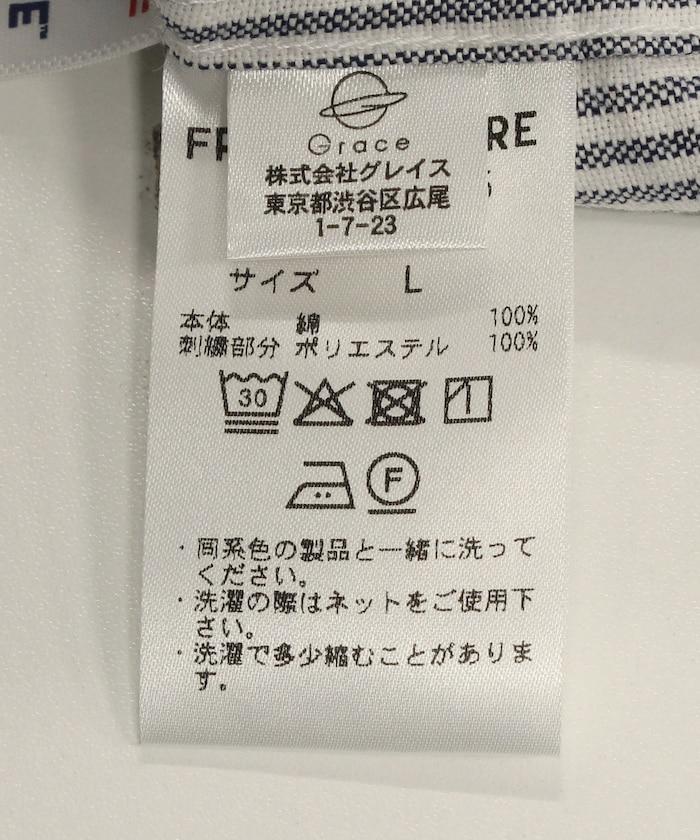 E™
FR
RE
Grace
株式会社グレイス
東京都渋谷区広尾
1-7-23
サイズ L
本体 綿 100%
刺繍部分 ポリエステル 100%
30
F
・同系色の製品と一緒に洗って
ください。
・洗濯の際はネットをご使用下
さい。
・洗濯で多少縮むことがありま
す。